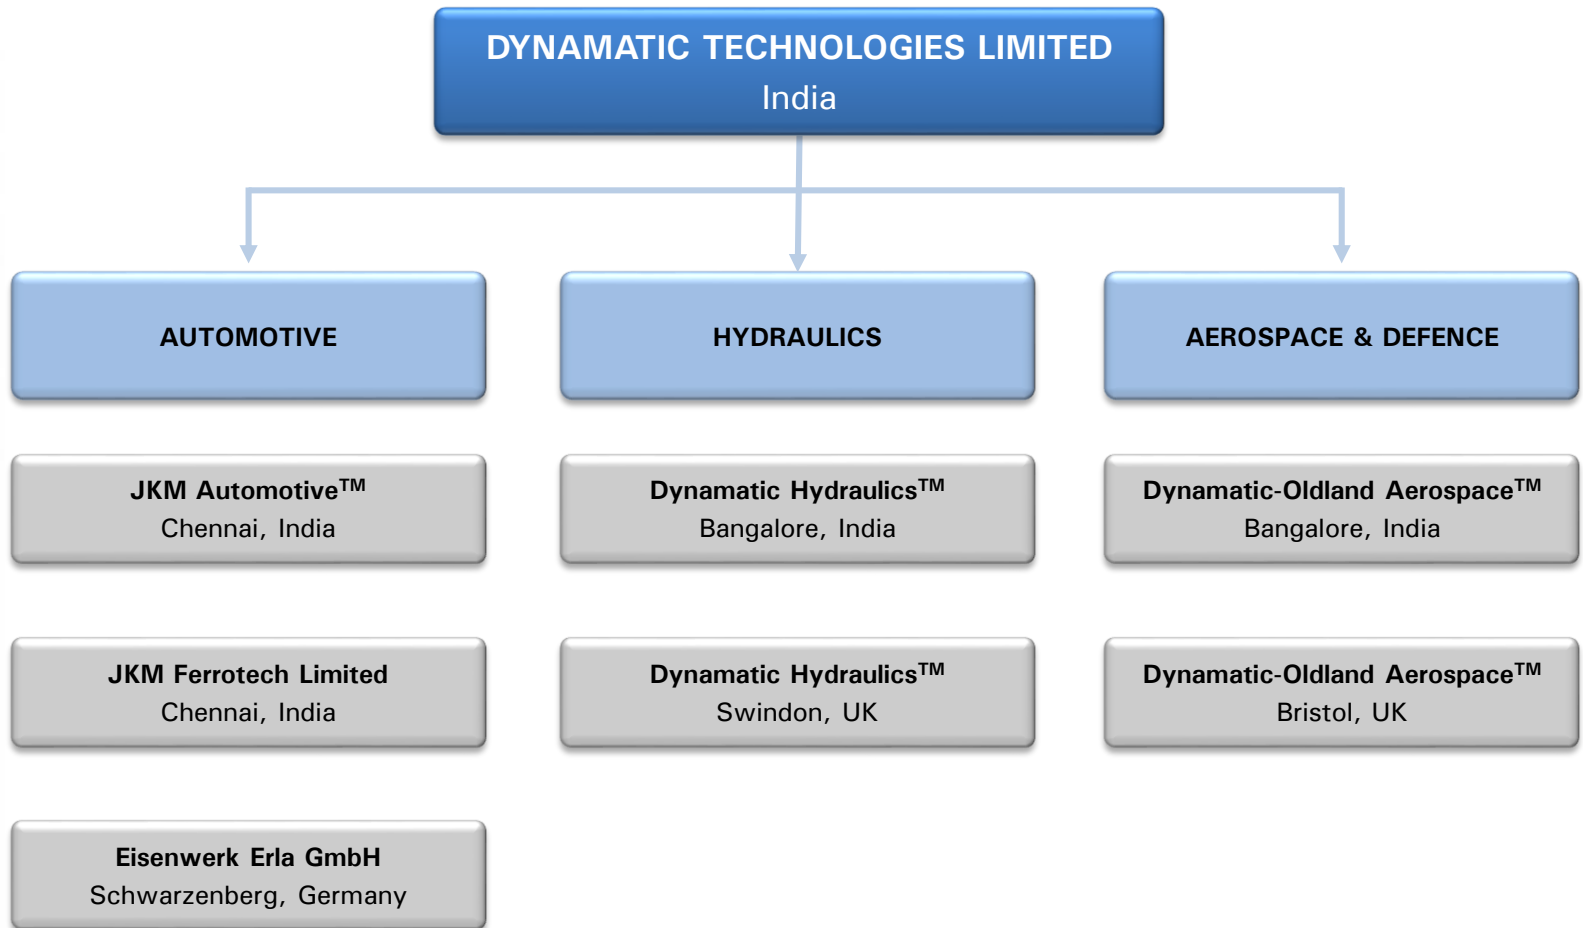 DYNAMATIC TECHNOLOGIES LIMITED
India
AUTOMOTIVE
HYDRAULICS
AEROSPACE & DEFENCE
JKM Automotive™
Chennai, India
Dynamatic Hydraulics™
Bangalore, India
Dynamatic-Oldland Aerospace™
Bangalore, India
JKM Ferrotech Limited
Chennai, India
Dynamatic Hydraulics™
Swindon, UK
Dynamatic-Oldland Aerospace™
Bristol, UK
Eisenwerk Erla GmbH
Schwarzenberg, Germany